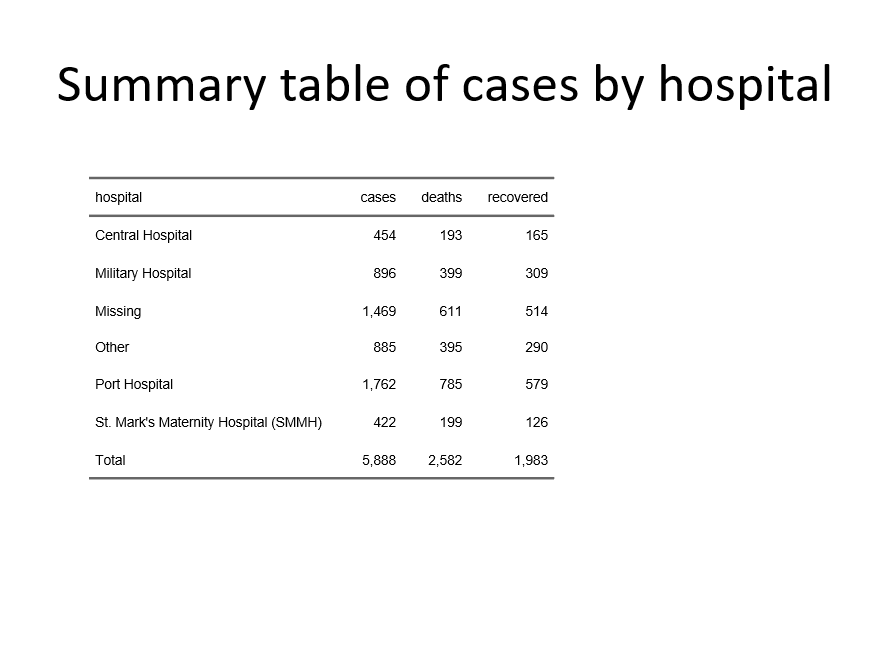 Summary table of cases by hospital
hospital cases deaths recovered
Central Hospital 454 193 165
Military Hospital 896 399 309
Missing 1,469 611 514
Other 885 395 290
Port Hospital 1,762 785 579
St. Mark's Maternity Hospital (SMMH) 422 199 126
Total 5,888 2,582 1,983